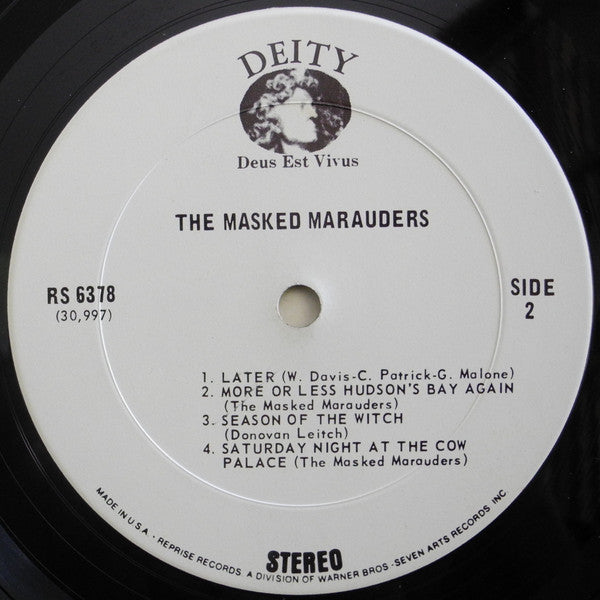 DEITY
Deus Est Vivus
THE MASKED MARAUDERS
RS 6378
(30,997)
SIDE
2
1. LATER (W. Davis-C. Patrick-G. Malone)
2. MORE OR LESS HUDSON'S BAY AGAIN
(The Masked Marauders)
3. SEASON OF THE WITCH
(Donovan Leitch)
4. SATURDAY NIGHT AT THE COW
PALACE (The Masked Marauders)
STEREO
MADE IN U.S.A. • REPRISE RECORDS A DIVISION OF WARNER BROS.-SEVEN ARTS RECORDS INC